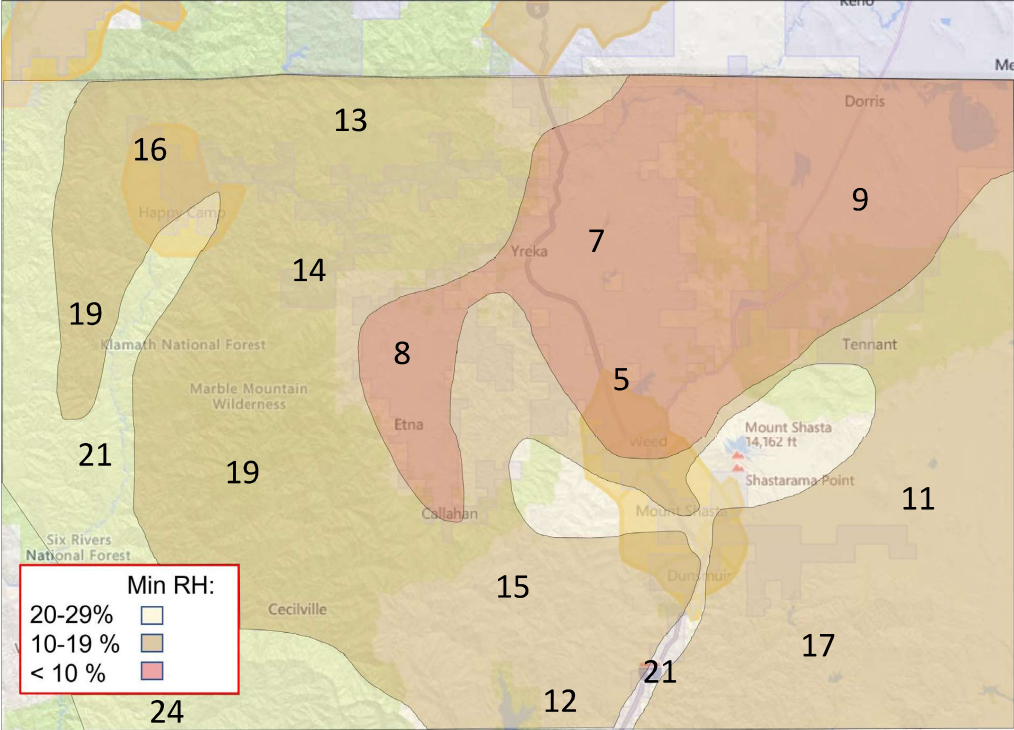 Reno
Me
5
Dorris
13
16
9
Happy Camp
Yreka
7
14
19
Klamath National Forest
Tennant
8
5
Marble Mountain
Wilderness
Etna
Mount Shasta
14,162 ft
Weed
21
19
Shastarama Point
11
Callahan
Mount Shasta
Six Rivers
National Forest
Dunsmuir
15
Min RH:
20-29%
10-19 %
< 10 %
Cecilville
17
21
12
24